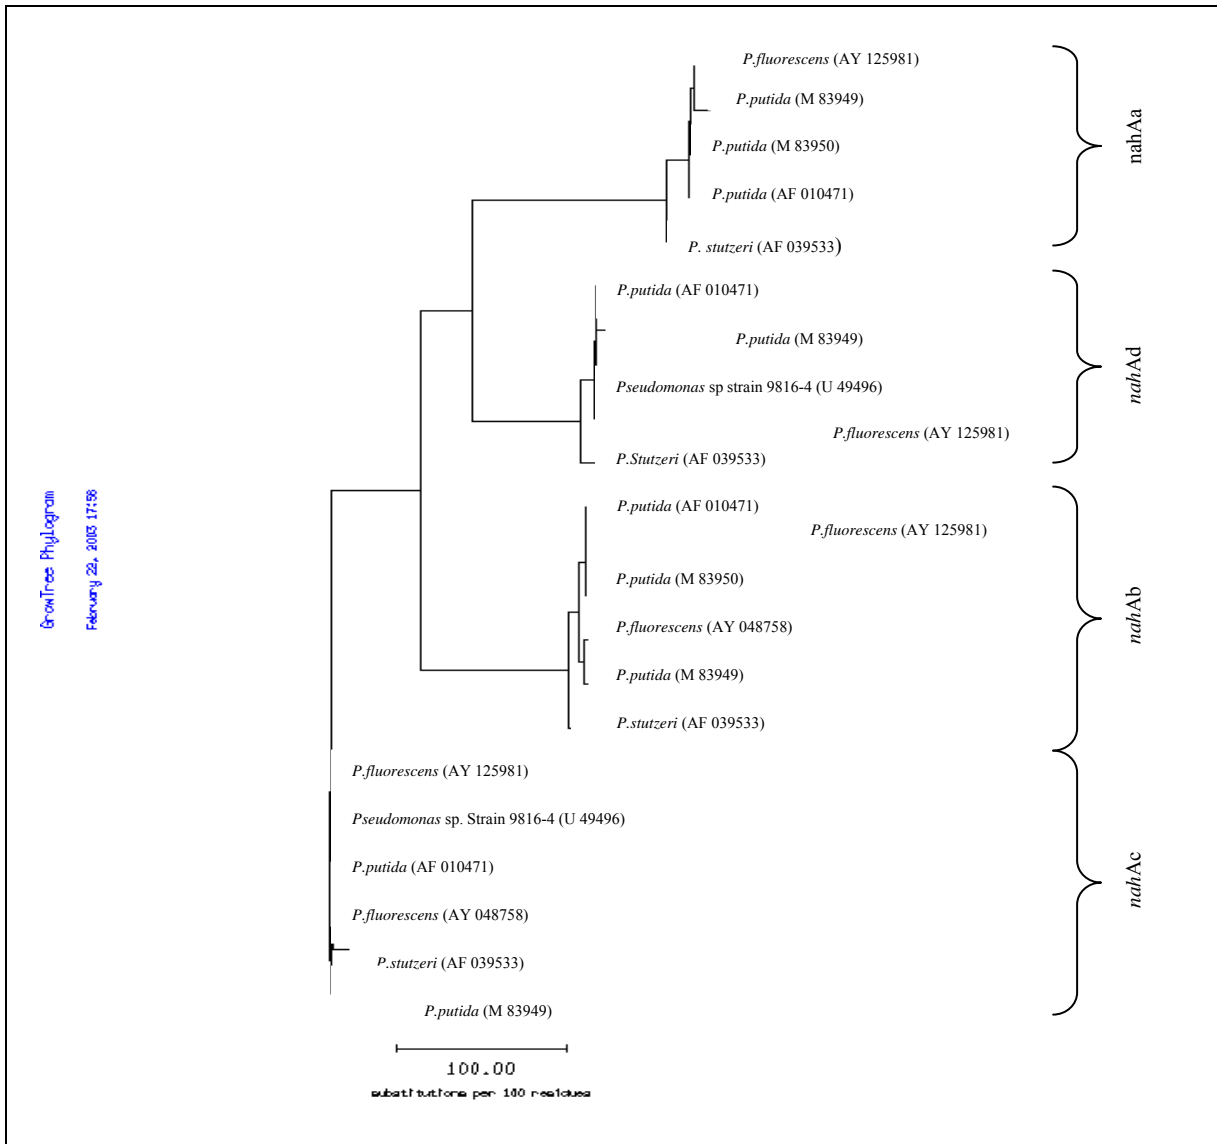 P.fluorescens (AY 125981)
P.putida (M 83949)
P.putida (M 83950)
P.putida (AF 010471)
P. stutzeri (AF 039533)
nahAa
P.putida (AF 010471)
P.putida (M 83949)
Pseudomonas sp strain 9816-4 (U 49496)
P.fluorescens (AY 125981)
P.Stutzeri (AF 039533)
nahAd
P.putida (AF 010471)
P.fluorescens (AY 125981)
P.putida (M 83950)
P.fluorescens (AY 048758)
P.putida (M 83949)
P.stutzeri (AF 039533)
nahAb
P.fluorescens (AY 125981)
Pseudomonas sp. Strain 9816-4 (U 49496)
P.putida (AF 010471)
P.fluorescens (AY 048758)
P.stutzeri (AF 039533)
P.putida (M 83949)
nahAc
GrowTree Phylogram
February 22, 2003 17:58
100.00
substitutions per 100 residues